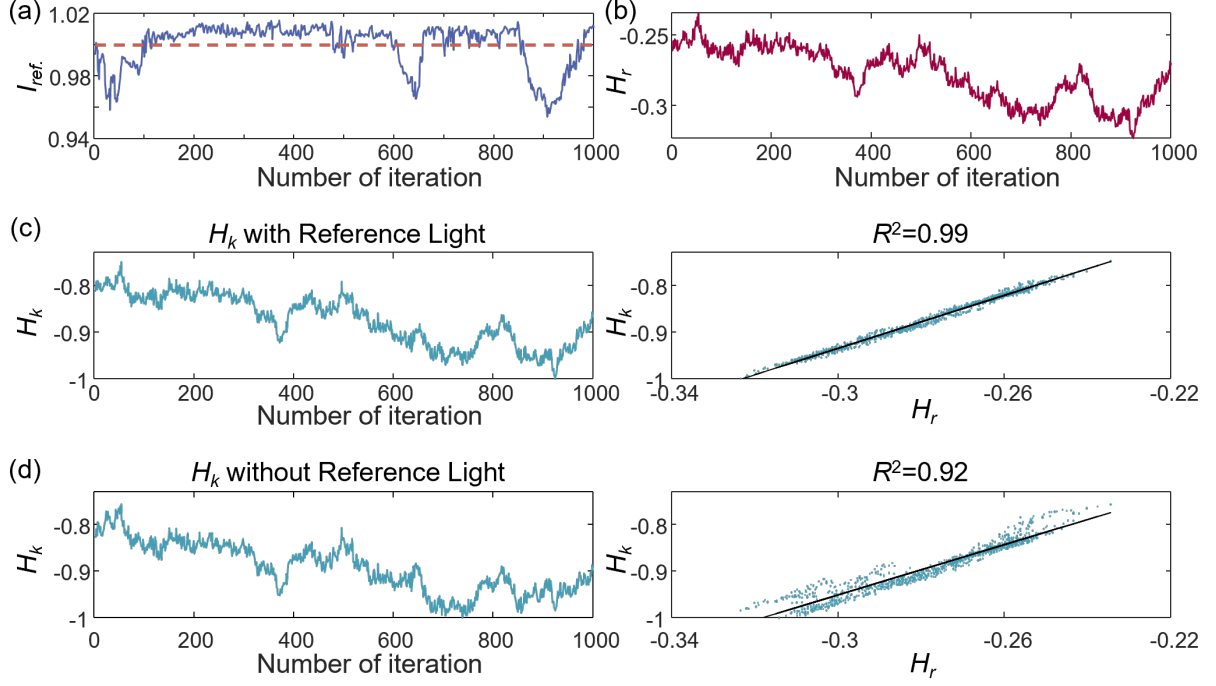 (a)
1.02
1.00
0.98
0.94
I_ref.
0 200 400 600 800 1000
Number of iteration
(b)
-0.25
-0.3
H_r
0 200 400 600 800 1000
Number of iteration
(c)
H_k with Reference Light
-0.8
-0.9
-1
H_k
0 200 400 600 800 1000
Number of iteration
R²=0.99
-0.8
-0.9
-1
H_k
-0.34 -0.3 -0.26 -0.22
H_r
(d)
H_k without Reference Light
-0.8
-0.9
-1
H_k
0 200 400 600 800 1000
Number of iteration
R²=0.92
-0.8
-0.9
-1
H_k
-0.34 -0.3 -0.26 -0.22
H_r